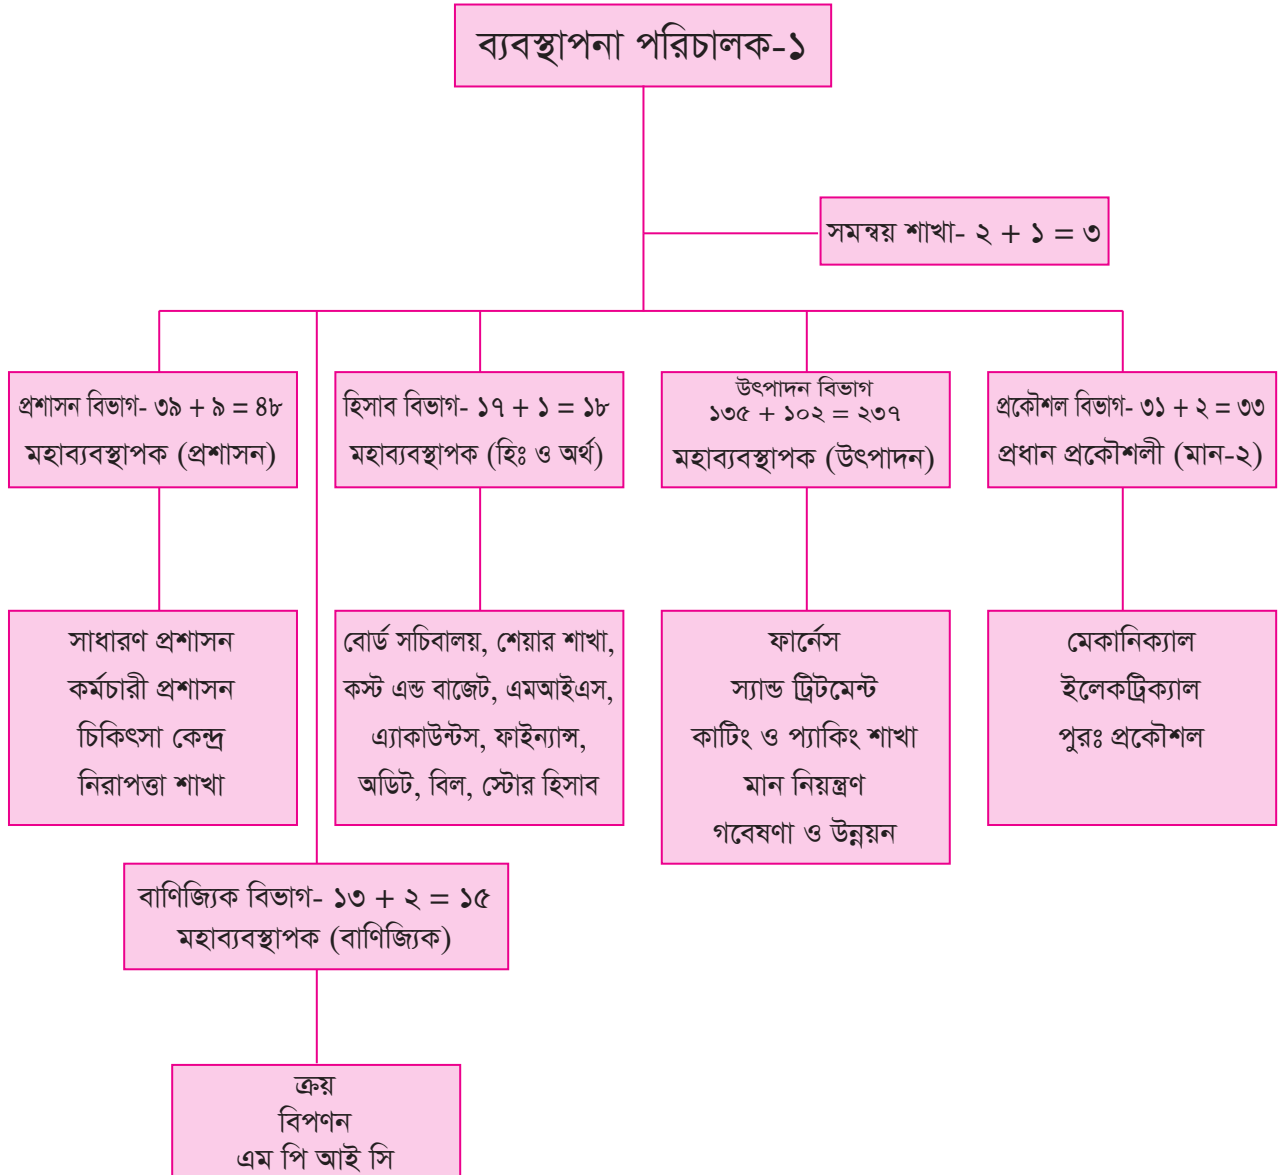 ব্যবস্থাপনা পরিচালক-১
সমন্বয় শাখা- ২ + ১ = ৩
প্রশাসন বিভাগ- ৩৯ + ৯ = ৪৮
মহাব্যবস্থাপক (প্রশাসন)
হিসাব বিভাগ- ১৭ + ১ = ১৮
মহাব্যবস্থাপক (হিঃ ও অর্থ)
উৎপাদন বিভাগ
১৩৫ + ১০২ = ২৩৭
মহাব্যবস্থাপক (উৎপাদন)
প্রকৌশল বিভাগ- ৩১ + ২ = ৩৩
প্রধান প্রকৌশলী (মান-২)
সাধারণ প্রশাসন
কর্মচারী প্রশাসন
চিকিৎসা কেন্দ্র
নিরাপত্তা শাখা
বোর্ড সচিবালয়, শেয়ার শাখা,
কস্ট এন্ড বাজেট, এমআইএস,
এ্যাকাউন্টস, ফাইন্যান্স,
অডিট, বিল, স্টোর হিসাব
ফার্নেস
স্যান্ড ট্রিটমেন্ট
কাটিং ও প্যাকিং শাখা
মান নিয়ন্ত্রণ
গবেষণা ও উন্নয়ন
মেকানিক্যাল
ইলেকট্রিক্যাল
পুরঃ প্রকৌশল
বাণিজ্যিক বিভাগ- ১৩ + ২ = ১৫
মহাব্যবস্থাপক (বাণিজ্যিক)
ক্রয়
বিপণন
এম পি আই সি